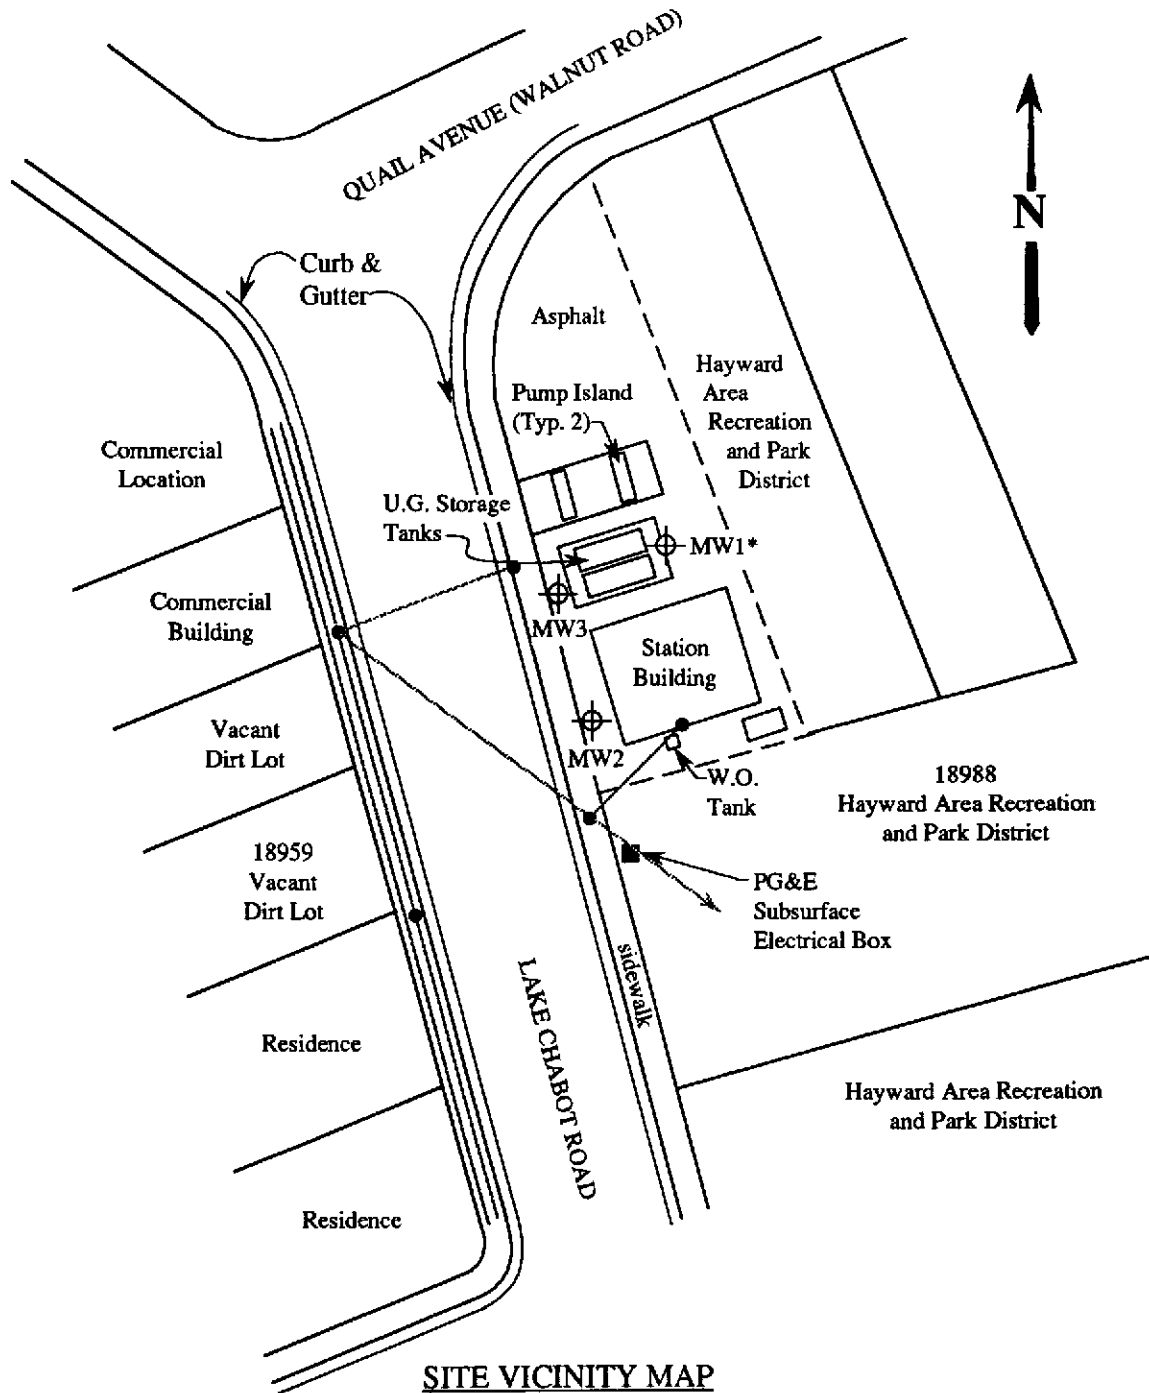 QUAIL AVENUE (WALNUT ROAD)
N
Curb &
Gutter
Asphalt
Pump Island
(Typ. 2)
Hayward
Area
Recreation
and Park
District
Commercial
Location
U.G. Storage
Tanks
MW1*
Commercial
Building
MW3
Station
Building
Vacant
Dirt Lot
MW2
W.O.
Tank
18988
Hayward Area Recreation
and Park District
18959
Vacant
Dirt Lot
PG&E
Subsurface
Electrical Box
sidewalk
LAKE CHABOT ROAD
Residence
Hayward Area Recreation
and Park District
Residence
SITE VICINITY MAP